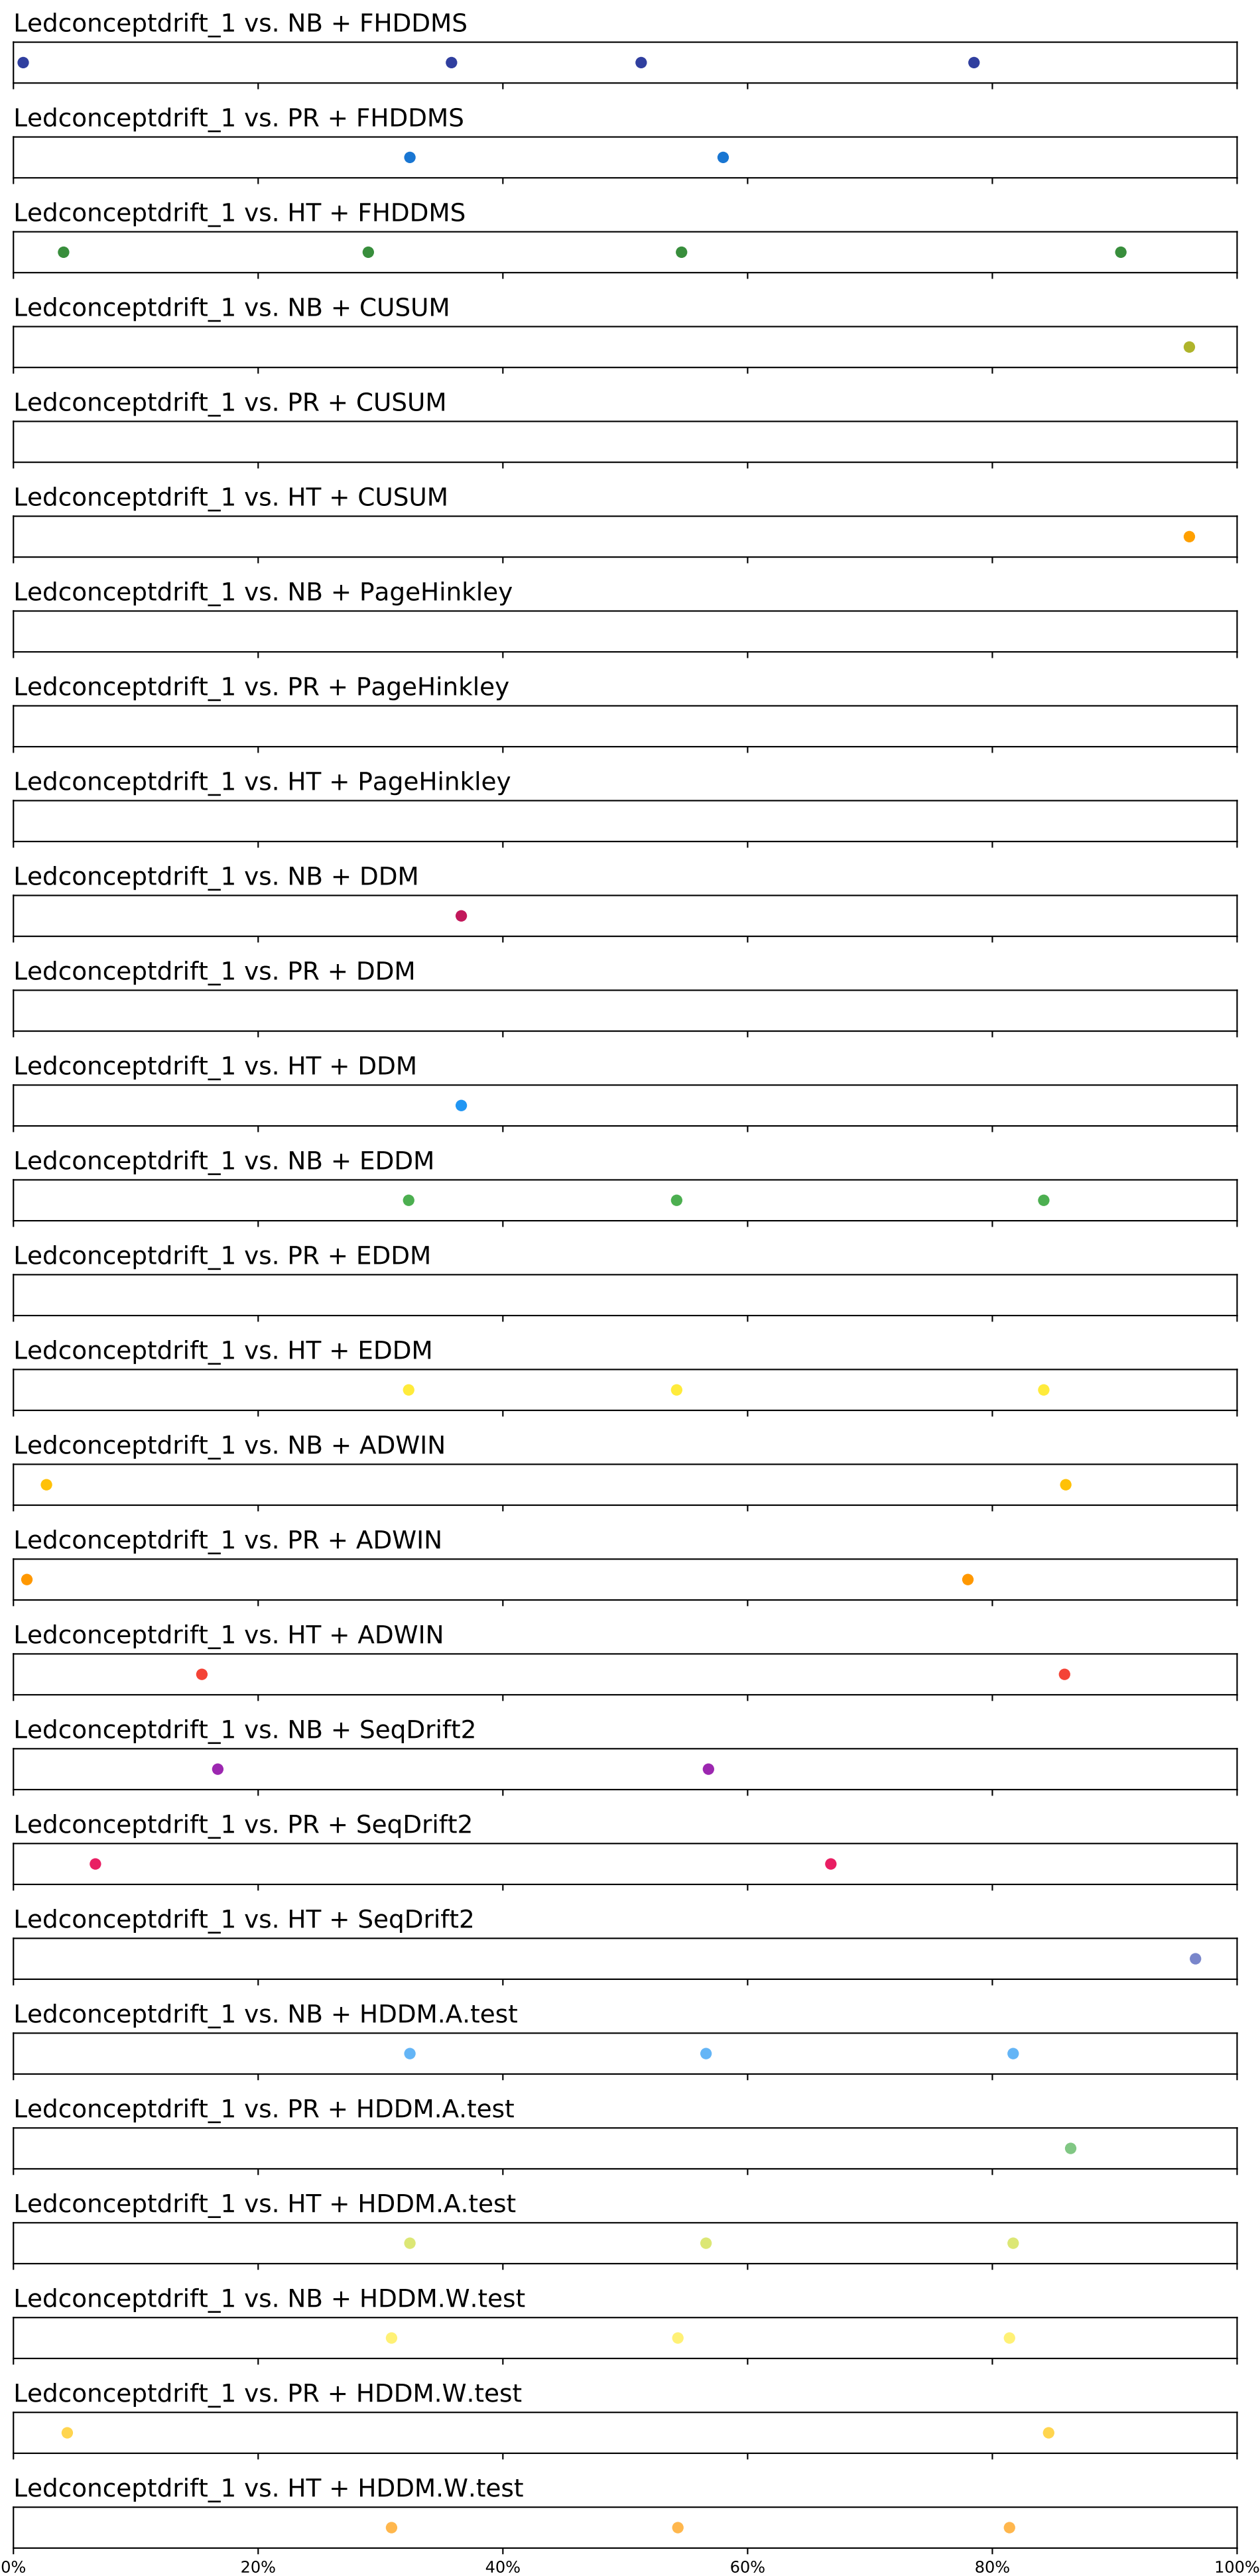 Ledconceptdrift_1 vs. NB + FHDDMS
Ledconceptdrift_1 vs. PR + FHDDMS
Ledconceptdrift_1 vs. HT + FHDDMS
Ledconceptdrift_1 vs. NB + CUSUM
Ledconceptdrift_1 vs. PR + CUSUM
Ledconceptdrift_1 vs. HT + CUSUM
Ledconceptdrift_1 vs. NB + PageHinkley
Ledconceptdrift_1 vs. PR + PageHinkley
Ledconceptdrift_1 vs. HT + PageHinkley
Ledconceptdrift_1 vs. NB + DDM
Ledconceptdrift_1 vs. PR + DDM
Ledconceptdrift_1 vs. HT + DDM
Ledconceptdrift_1 vs. NB + EDDM
Ledconceptdrift_1 vs. PR + EDDM
Ledconceptdrift_1 vs. HT + EDDM
Ledconceptdrift_1 vs. NB + ADWIN
Ledconceptdrift_1 vs. PR + ADWIN
Ledconceptdrift_1 vs. HT + ADWIN
Ledconceptdrift_1 vs. NB + SeqDrift2
Ledconceptdrift_1 vs. PR + SeqDrift2
Ledconceptdrift_1 vs. HT + SeqDrift2
Ledconceptdrift_1 vs. NB + HDDM.A.test
Ledconceptdrift_1 vs. PR + HDDM.A.test
Ledconceptdrift_1 vs. HT + HDDM.A.test
Ledconceptdrift_1 vs. NB + HDDM.W.test
Ledconceptdrift_1 vs. PR + HDDM.W.test
Ledconceptdrift_1 vs. HT + HDDM.W.test
0% 20% 40% 60% 80% 100%